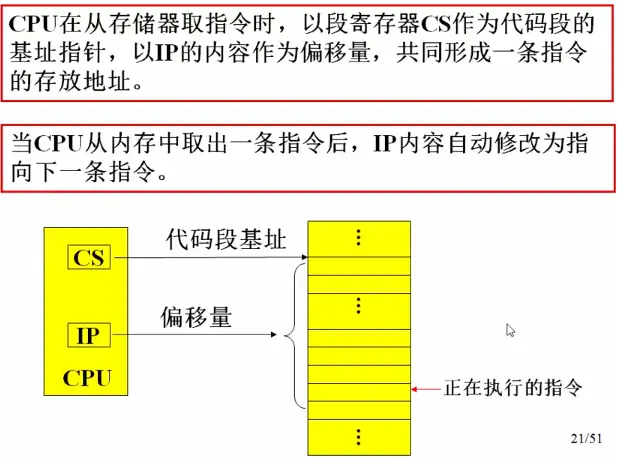 CPU在从存储器取指令时，以段寄存器CS作为代码段的
基址指针，以IP的内容作为偏移量，共同形成一条指令
的存放地址。
当CPU从内存中取出一条指令后，IP内容自动修改为指
向下一条指令。
代码段基址
⋮
CS
⋮
偏移量
IP
CPU
正在执行的指令
⋮
21/51